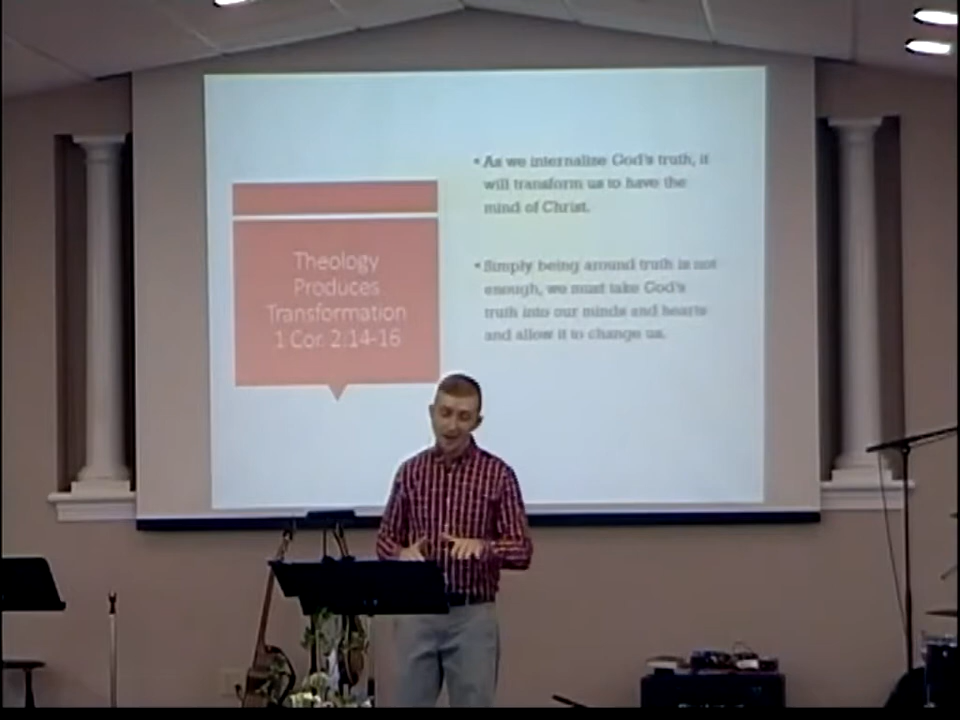 Theology
Produces
Transformation
1 Cor. 2:14-16
• As we internalize God's truth, it
will transform us to have the
mind of Christ.
• Simply being around truth is not
enough, we must take God's
truth into our minds and hearts
and allow it to change us.